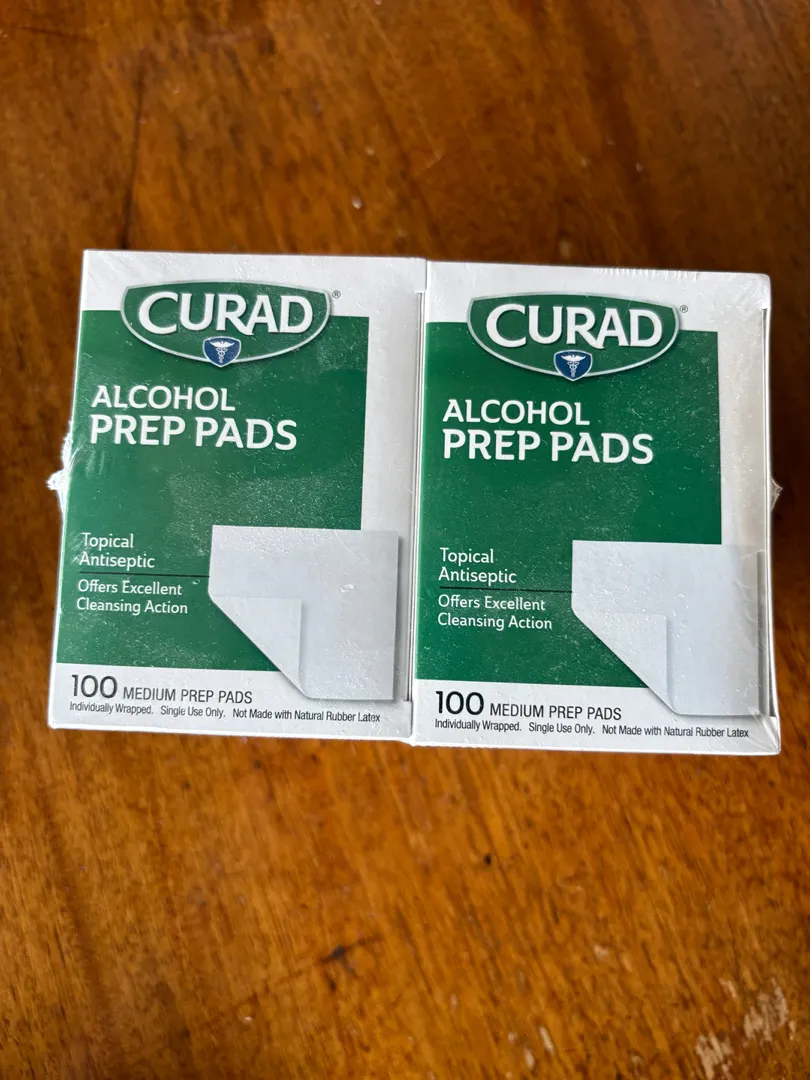 CURAD®
ALCOHOL
PREP PADS
Topical
Antiseptic
Offers Excellent
Cleansing Action
100 MEDIUM PREP PADS
Individually Wrapped. Single Use Only. Not Made with Natural Rubber Latex
CURAD®
ALCOHOL
PREP PADS
Topical
Antiseptic
Offers Excellent
Cleansing Action
100 MEDIUM PREP PADS
Individually Wrapped. Single Use Only. Not Made with Natural Rubber Latex